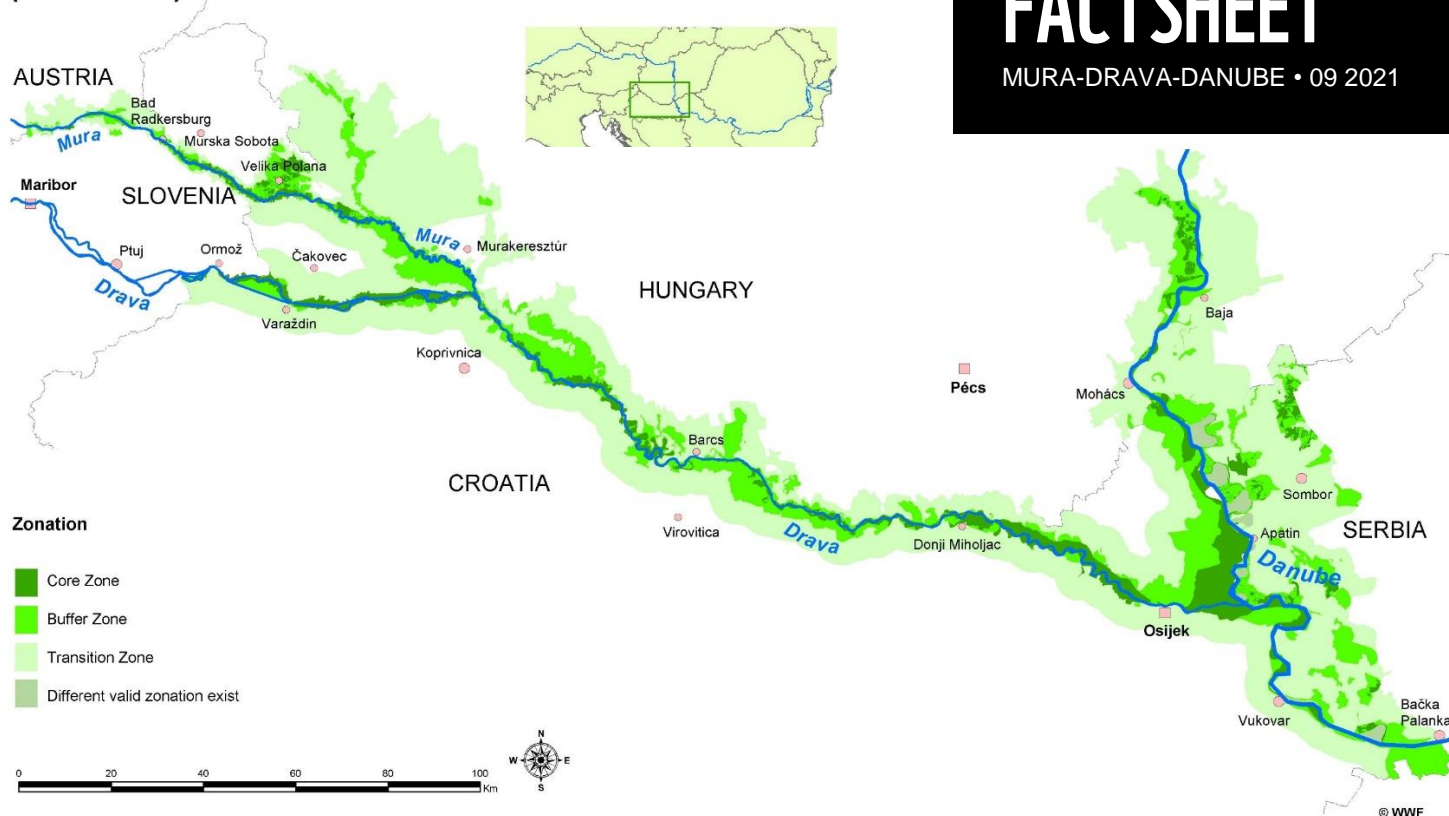 FACTSHEET
MURA-DRAVA-DANUBE • 09 2021
AUSTRIA
Bad
Radkersburg
Mura
Murska Sobota
Velika Polana
Maribor
SLOVENIA
Ptuj
Ormož
Čakovec
Mura
Murakeresztúr
Drava
Varaždin
HUNGARY
Baja
Koprivnica
Pécs
Mohács
Barcs
CROATIA
Sombor
Virovitica
Drava
Donji Miholjac
Apatin
SERBIA
Danube
Osijek
Vukovar
Bačka
Palanka
Zonation
Core Zone
Buffer Zone
Transition Zone
Different valid zonation exist
N
W E
S
0 20 40 60 80 100
Km
© WWF